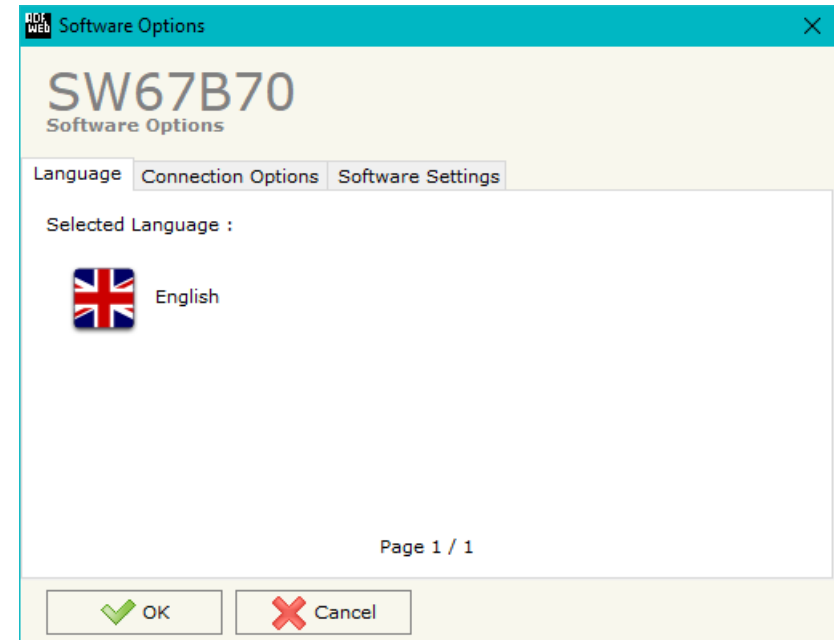 ADF
WEB Software Options
SW67B70
Software Options
Language Connection Options Software Settings
Selected Language :
English
Page 1 / 1
OK Cancel